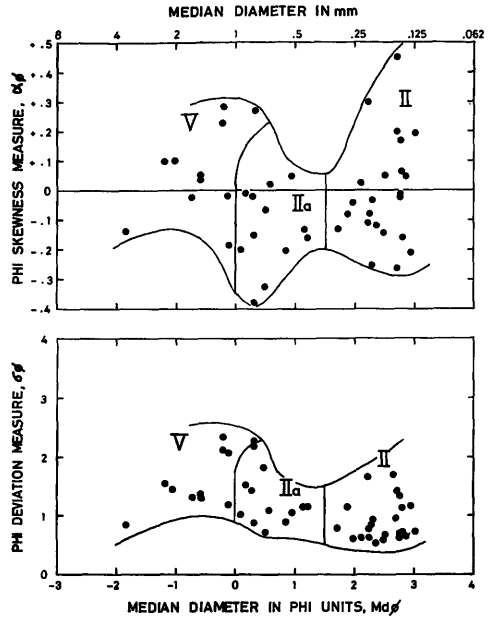 MEDIAN DIAMETER IN mm
8 4 2 1 .5 .25 .125 .062
PHI SKEWNESS MEASURE, αφ
+.5
+.4
+.3
+.2
+.1
0
-.1
-.2
-.3
-.4
V
II
IIa
PHI DEVIATION MEASURE, σφ
4
3
2
1
0
V
IIa
II
-3 -2 -1 0 1 2 3 4
MEDIAN DIAMETER IN PHI UNITS, Mdφ